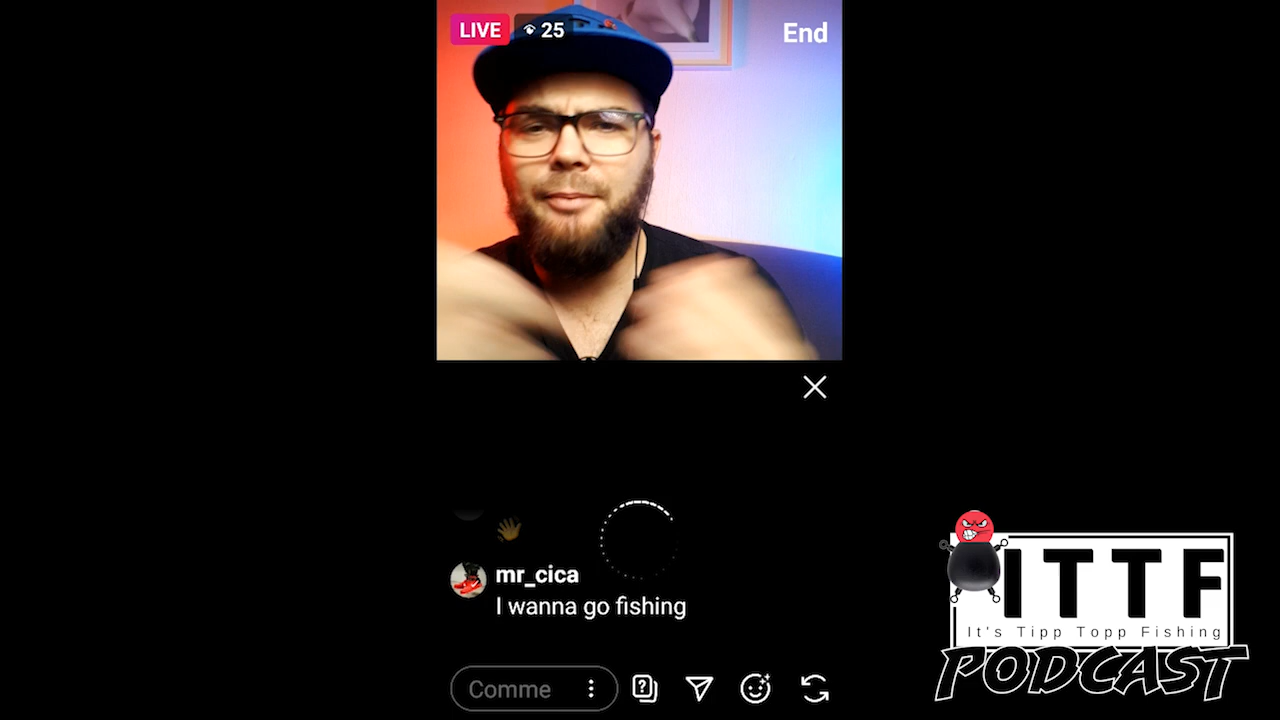 LIVE 25 End
mr_cica
I wanna go fishing
Comme
ITTF
It's Tipp Topp Fishing
PODCAST